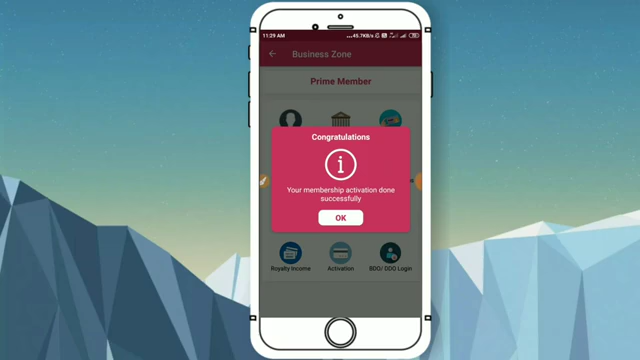 11:29 AM
...45.7KB/s
Business Zone
Prime Member
Congratulations
Your membership activation done
successfully
OK
Royalty Income
Activation
BDO/ DDO Login